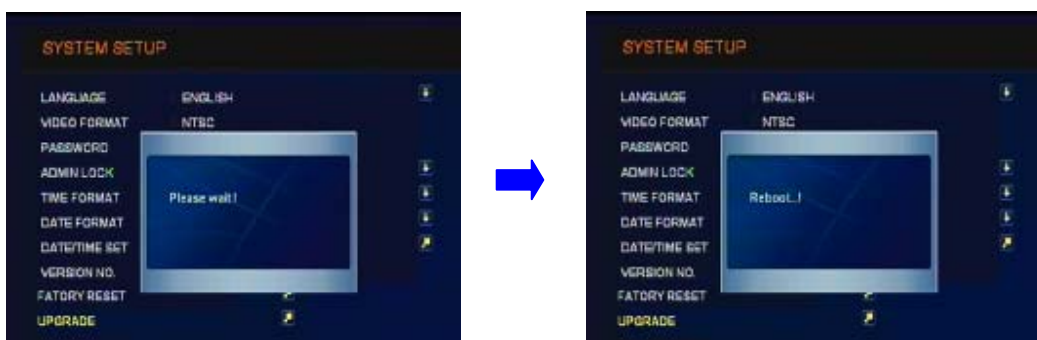 SYSTEM SETUP
LANGUAGE ENGLISH
VIDEO FORMAT NTSC
PASSWORD
ADMIN LOCK
TIME FORMAT
Please wait!
DATE FORMAT
DATE/TIME SET
VERSION NO.
FATORY RESET
UPGRADE
SYSTEM SETUP
LANGUAGE ENGLISH
VIDEO FORMAT NTSC
PASSWORD
ADMIN LOCK
TIME FORMAT
Reboot..!
DATE FORMAT
DATE/TIME SET
VERSION NO.
FATORY RESET
UPGRADE